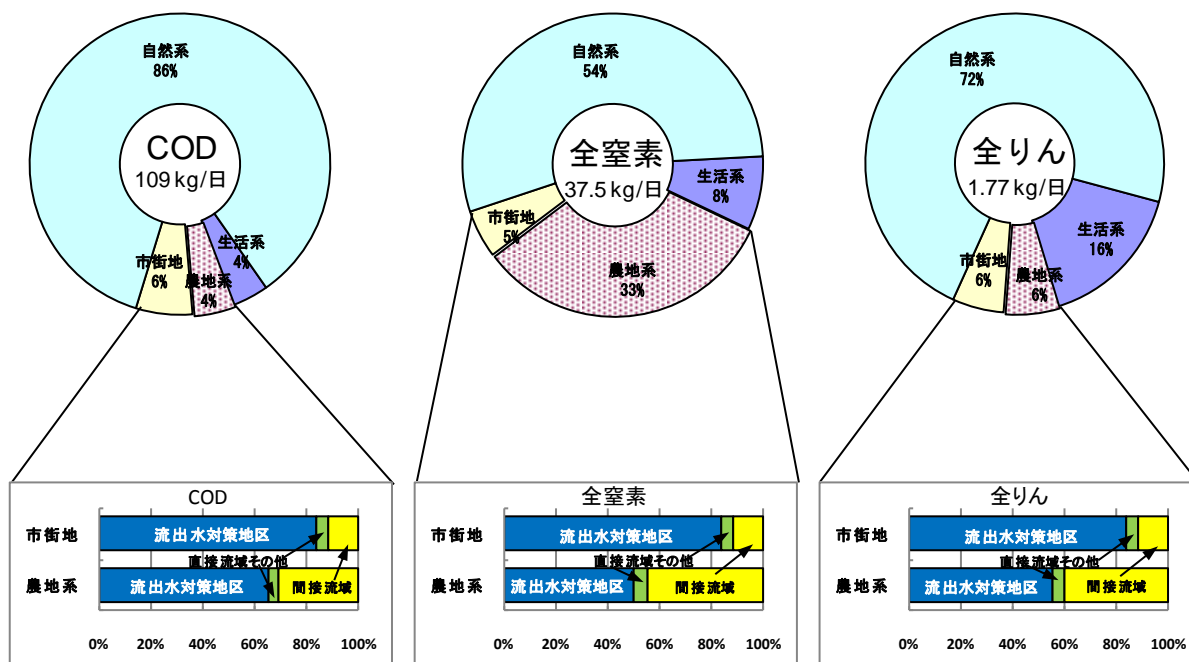 自然系
86%
COD
109 kg/日
市街地
6%
農地系
4%
生活系
4%
自然系
54%
全窒素
37.5 kg/日
生活系
8%
市街地
5%
農地系
33%
自然系
72%
全りん
1.77 kg/日
生活系
16%
市街地
6%
農地系
6%
COD
市街地
流出水対策地区
直接流域その他
農地系
流出水対策地区
間接流域
0% 20% 40% 60% 80% 100%
全窒素
流出水対策地区
直接流域その他
流出水対策地区
間接流域
0% 20% 40% 60% 80% 100%
全りん
市街地
流出水対策地区
直接流域その他
農地系
流出水対策地区
間接流域
0% 20% 40% 60% 80% 100%